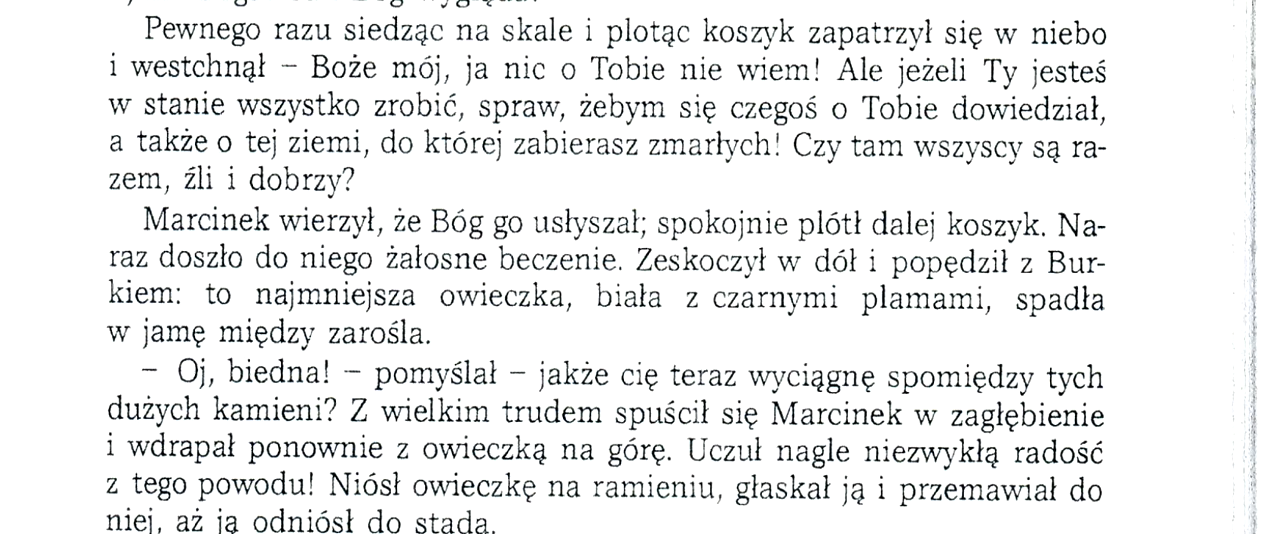 Pewnego razu siedząc na skale i plotąc koszyk zapatrzył się w niebo
i westchnął – Boże mój, ja nic o Tobie nie wiem! Ale jeżeli Ty jesteś
w stanie wszystko zrobić, spraw, żebym się czegoś o Tobie dowiedział,
a także o tej ziemi, do której zabierasz zmarłych! Czy tam wszyscy są ra-
zem, źli i dobrzy?
Marcinek wierzył, że Bóg go usłyszał; spokojnie plótł dalej koszyk. Na-
raz doszło do niego żałosne beczenie. Zeskoczył w dół i popędził z Bur-
kiem: to najmniejsza owieczka, biała z czarnymi plamami, spadła
w jamę między zarośla.
– Oj, biedna! – pomyślał – jakże cię teraz wyciągnę spomiędzy tych
dużych kamieni? Z wielkim trudem spuścił się Marcinek w zagłębienie
i wdrapał ponownie z owieczką na górę. Uczuł nagle niezwykłą radość
z tego powodu! Niósł owieczkę na ramieniu, głaskał ją i przemawiał do
niej, aż ją odniósł do stada.